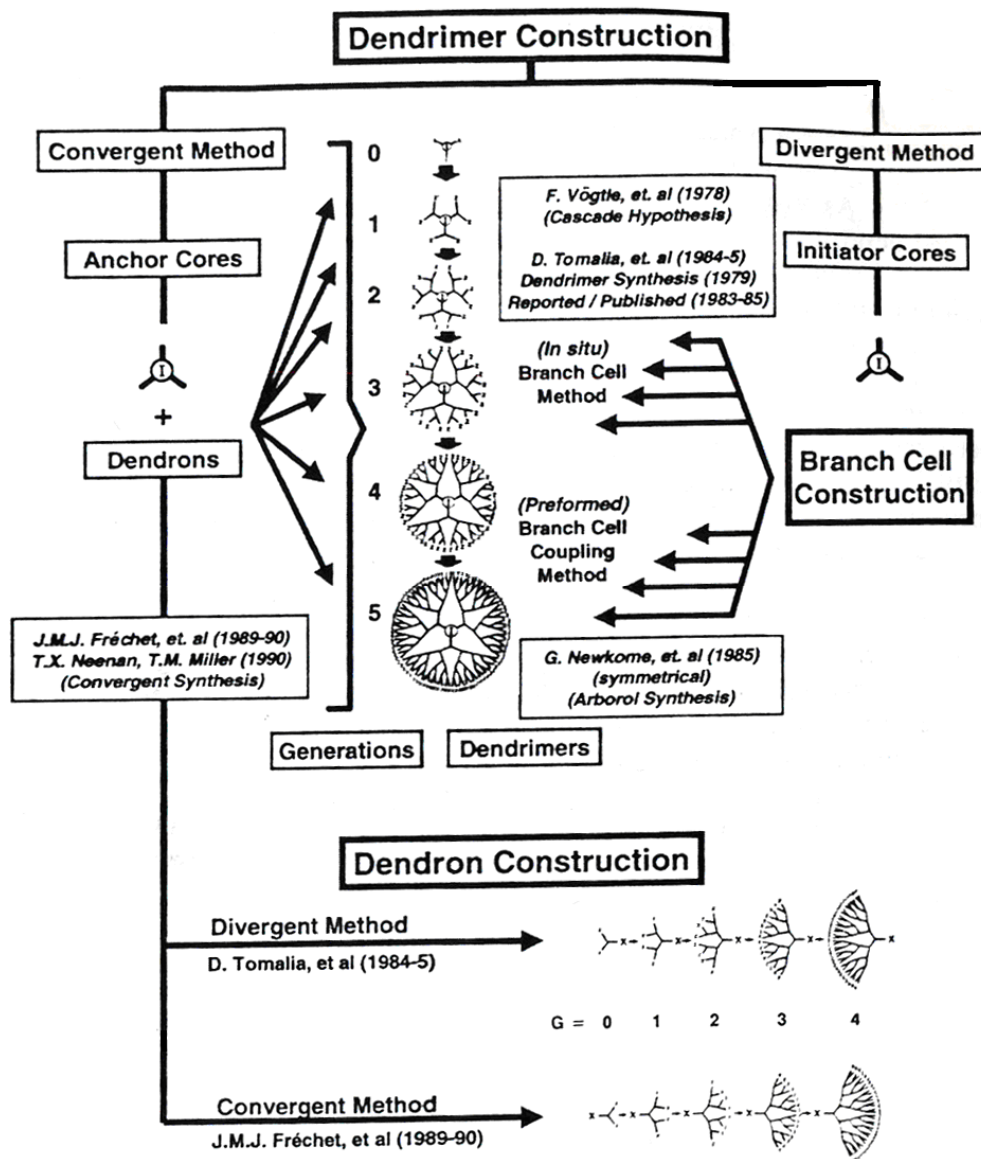 Dendrimer Construction
Convergent Method
Anchor Cores
I
+
Dendrons
J.M.J. Fréchet, et. al (1989-90)
T.X. Neenan, T.M. Miller (1990)
(Convergent Synthesis)
0
1
2
3
4
5
Generations
Dendrimers
F. Vögtle, et. al (1978)
(Cascade Hypothesis)
D. Tomalia, et. al (1984-5)
Dendrimer Synthesis (1979)
Reported / Published (1983-85)
(In situ)
Branch Cell
Method
(Preformed)
Branch Cell
Coupling
Method
G. Newkome, et. al 1985)
(symmetrical)
(Arborol Synthesis)
Divergent Method
Initiator Cores
I
Branch Cell
Construction
Dendron Construction
Divergent Method
D. Tomalia, et al (1984-5)
X X X X X
G = 0 1 2 3 4
Convergent Method
J.M.J. Fréchet, et al (1989-90)
X X X X X